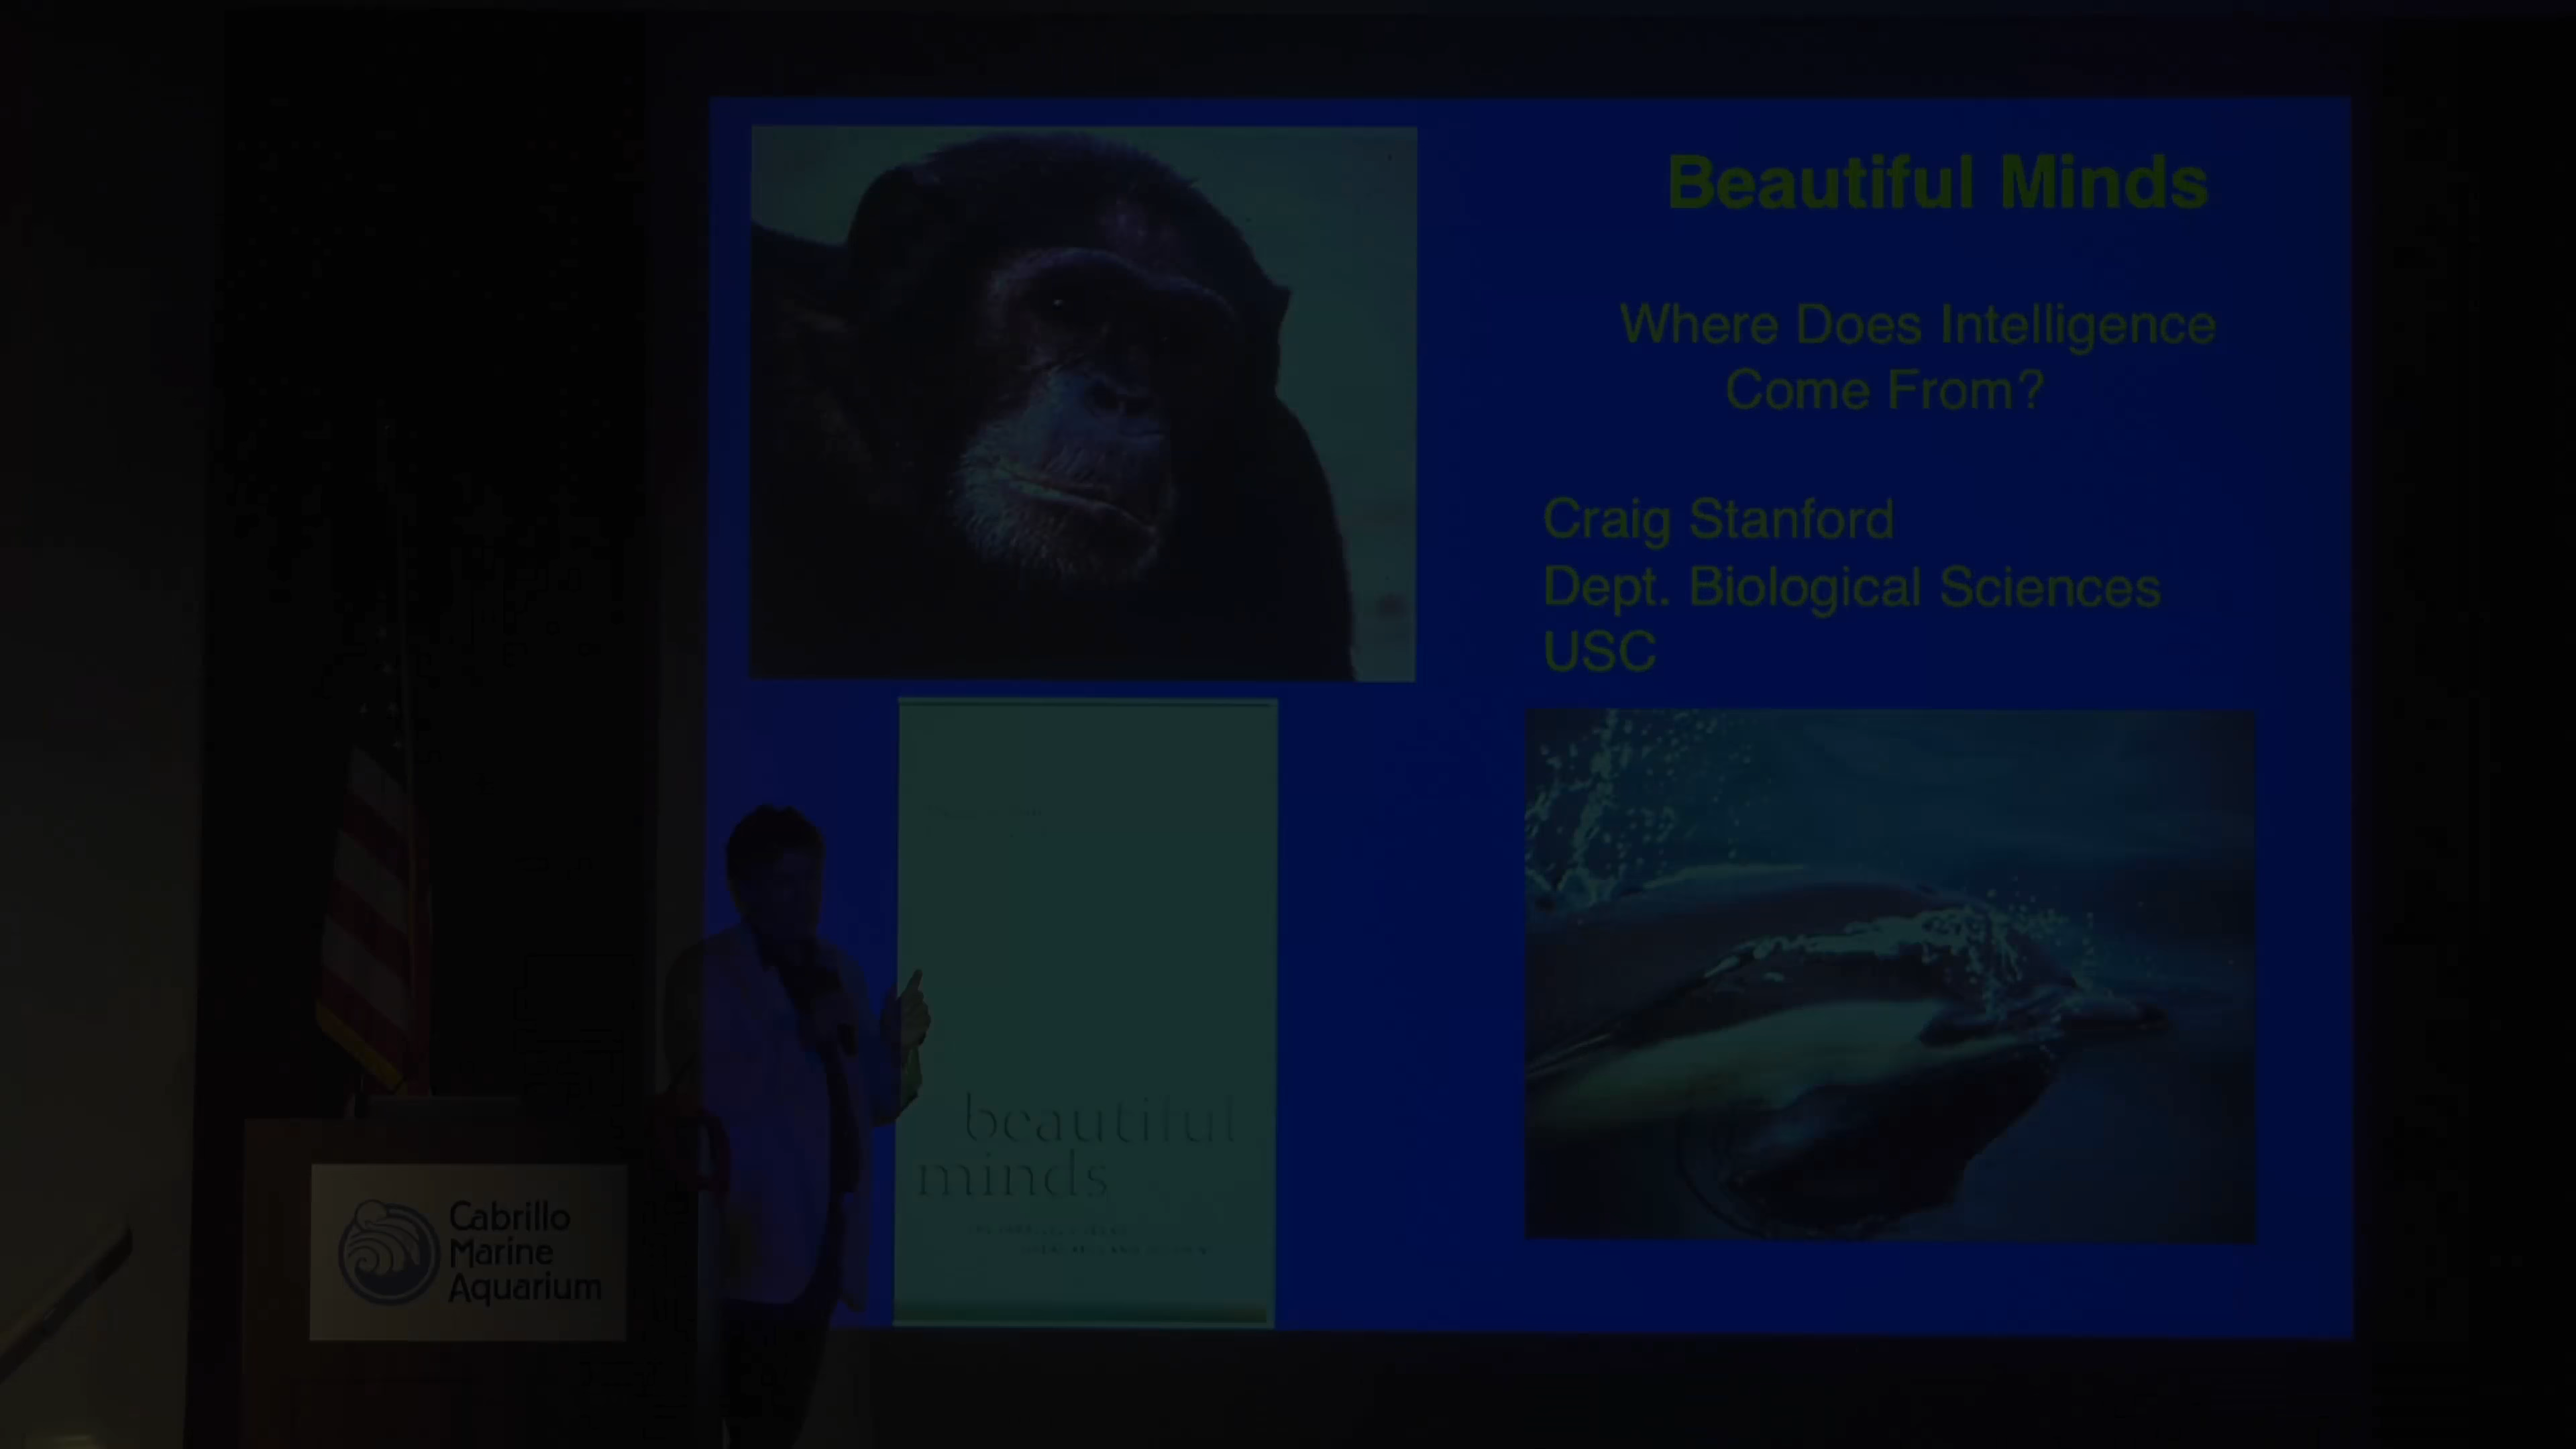 Beautiful Minds
Where Does Intelligence
Come From?
Craig Stanford
Dept. Biological Sciences
USC
beautiful
minds
Cabrillo
Marine
Aquarium